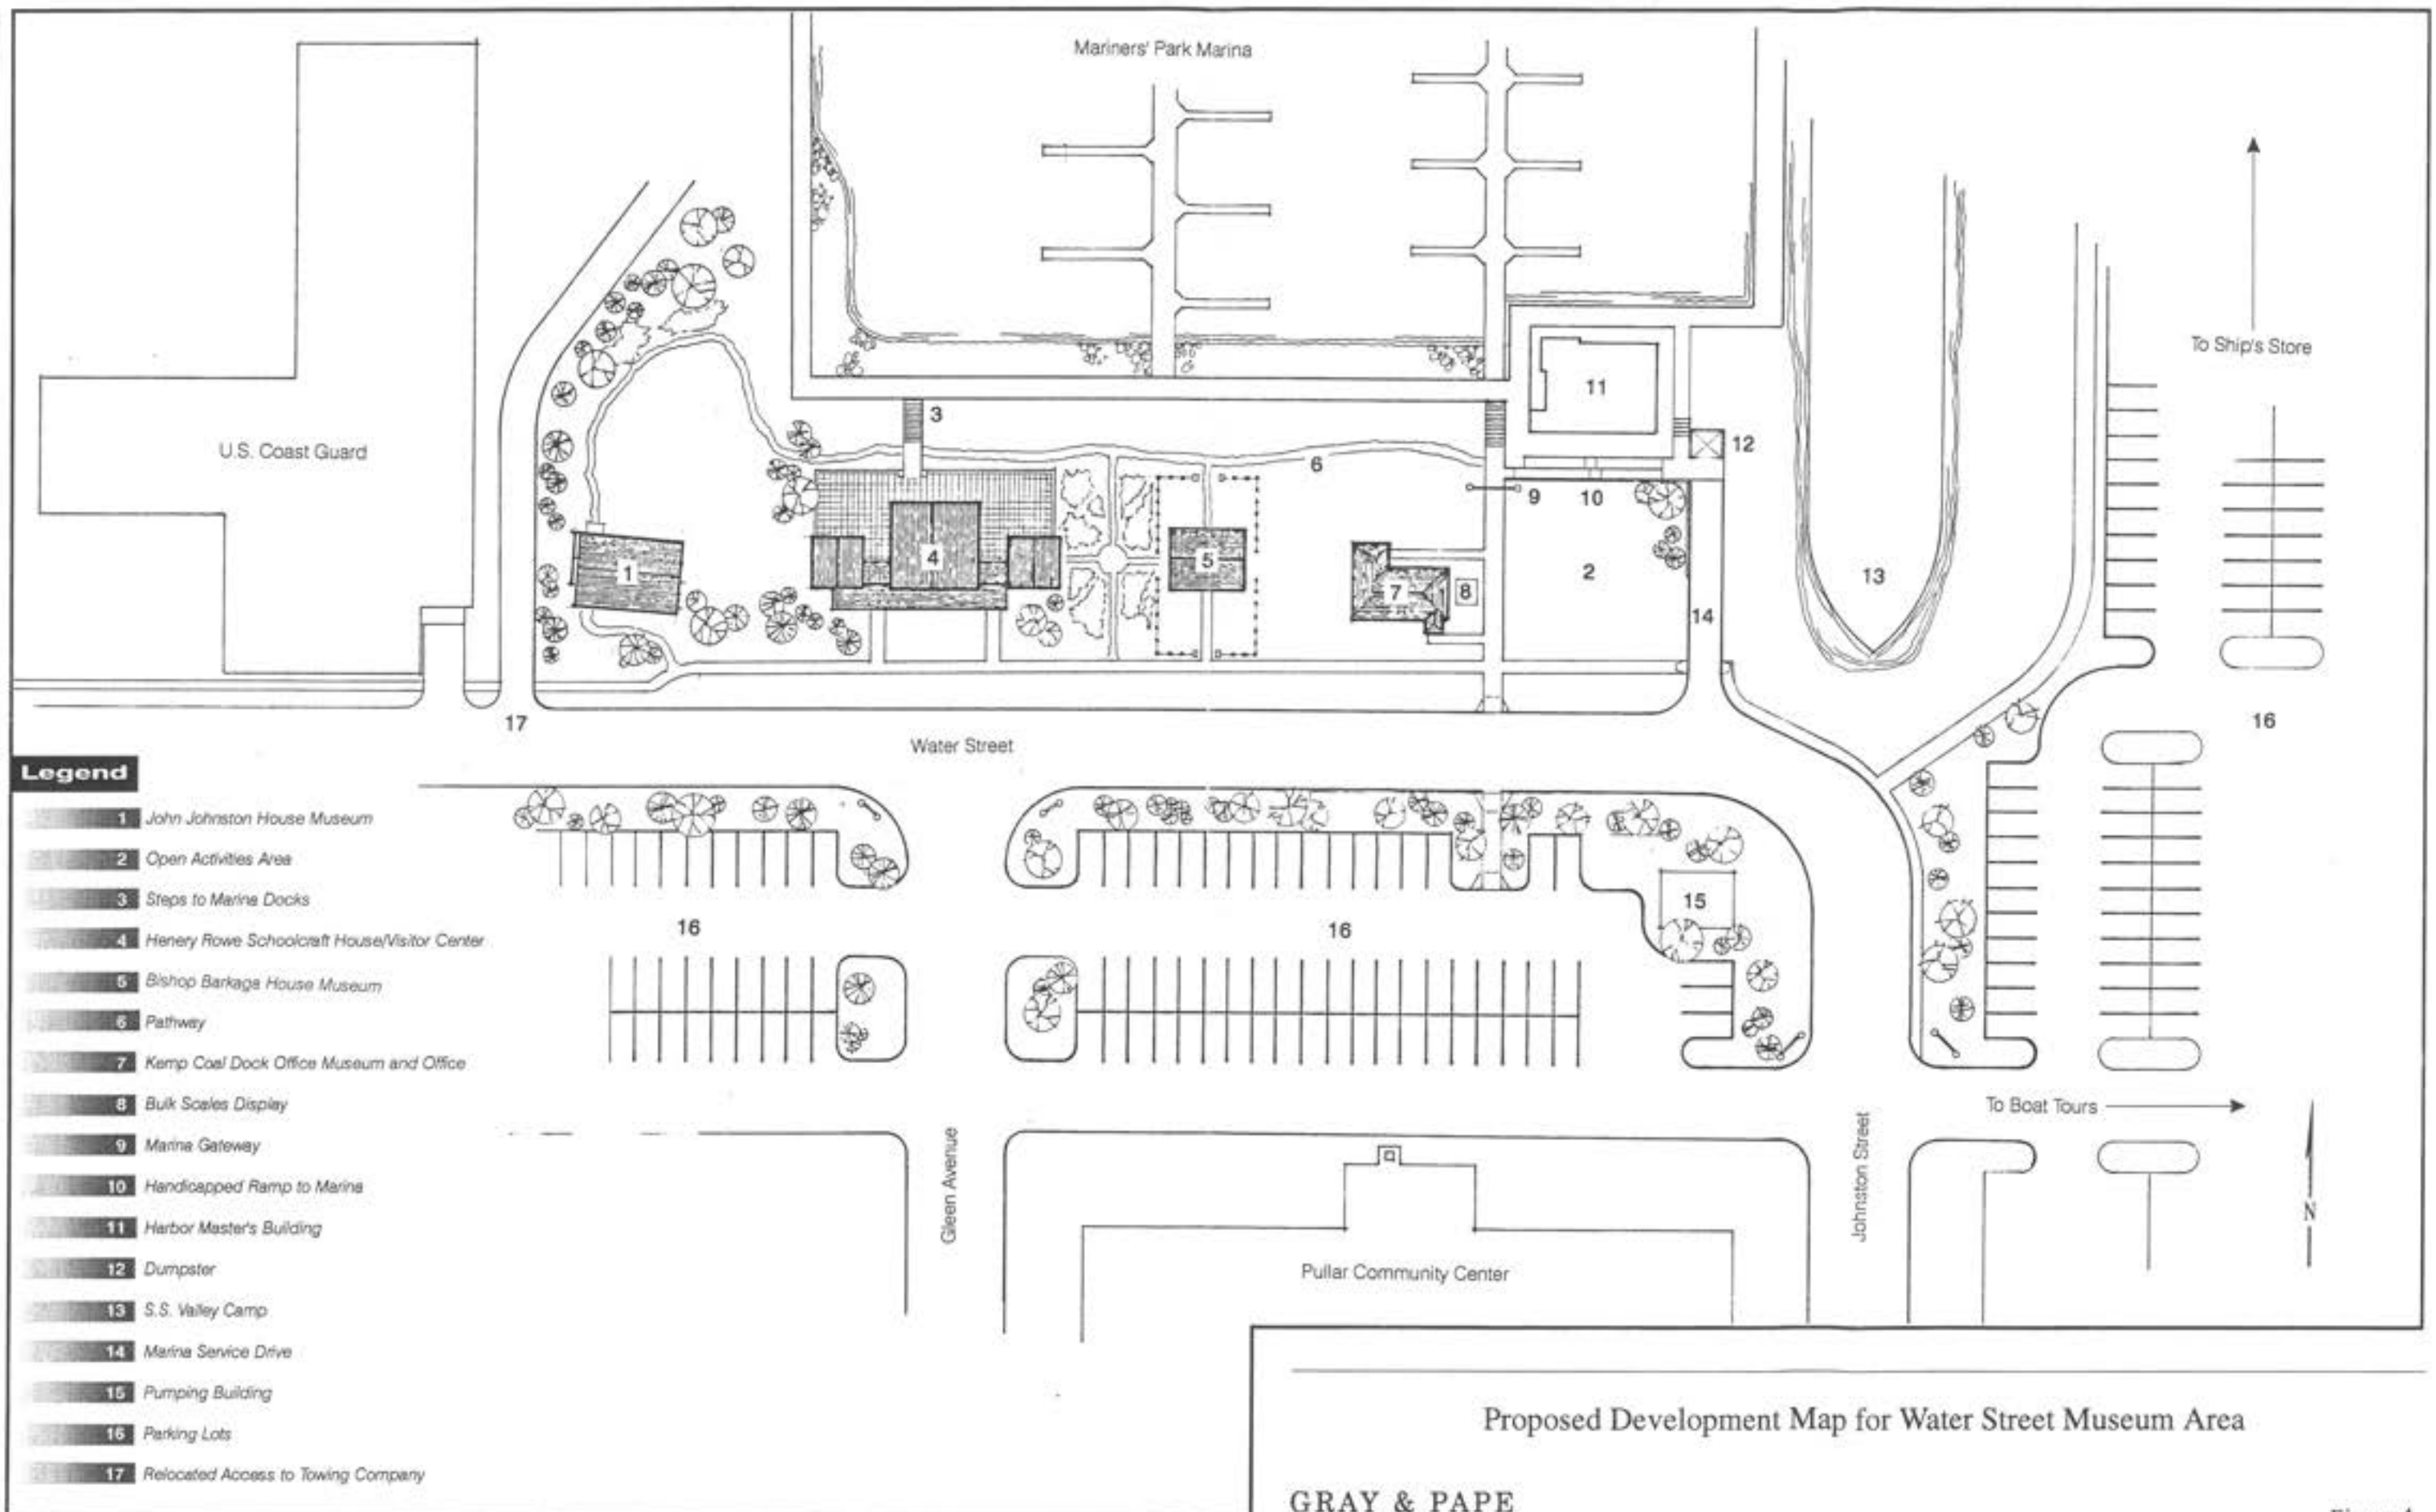 Mariners' Park Marina
To Ship's Store
U.S. Coast Guard
11
3
12
6
9
10
4
5
1
2
7
8
13
14
17
16
Water Street
Legend
1 John Johnston House Museum
2 Open Activities Area
3 Steps to Marina Docks
4 Henery Rowe Schoolcraft House/Visitor Center
5 Bishop Barkaga House Museum
6 Pathway
7 Kemp Coal Dock Office Museum and Office
8 Bulk Scales Display
9 Marina Gateway
10 Handicapped Ramp to Marina
11 Harbor Master's Building
12 Dumpster
13 S.S. Valley Camp
14 Marina Service Drive
15 Pumping Building
16 Parking Lots
17 Relocated Access to Towing Company
16
16
15
To Boat Tours
Gleen Avenue
Johnston Street
N
Pullar Community Center
Proposed Development Map for Water Street Museum Area
GRAY & PAPE